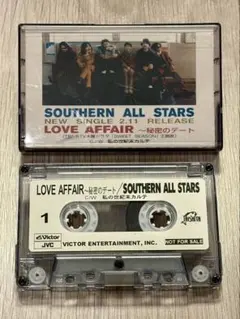 SOUTHERN ALL STARS
NEW SINGLE 2.11 RELEASE
LOVE AFFAIR ～秘密のデート
C/W 私の世紀末カルテ
LOVE AFFAIR～秘密のデート/SOUTHERN ALL STARS
C/W 私の世紀末カルテ
1
Victor
JVC
VICTOR ENTERTAINMENT, INC.
NOT FOR SALE